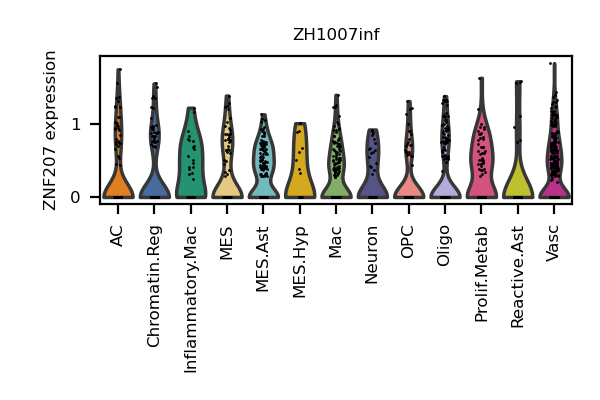 ZH1007inf
ZNF207 expression
1
0
AC
Chromatin.Reg
Inflammatory.Mac
MES
MES.Ast
MES.Hyp
Mac
Neuron
OPC
Oligo
Prolif.Metab
Reactive.Ast
Vasc